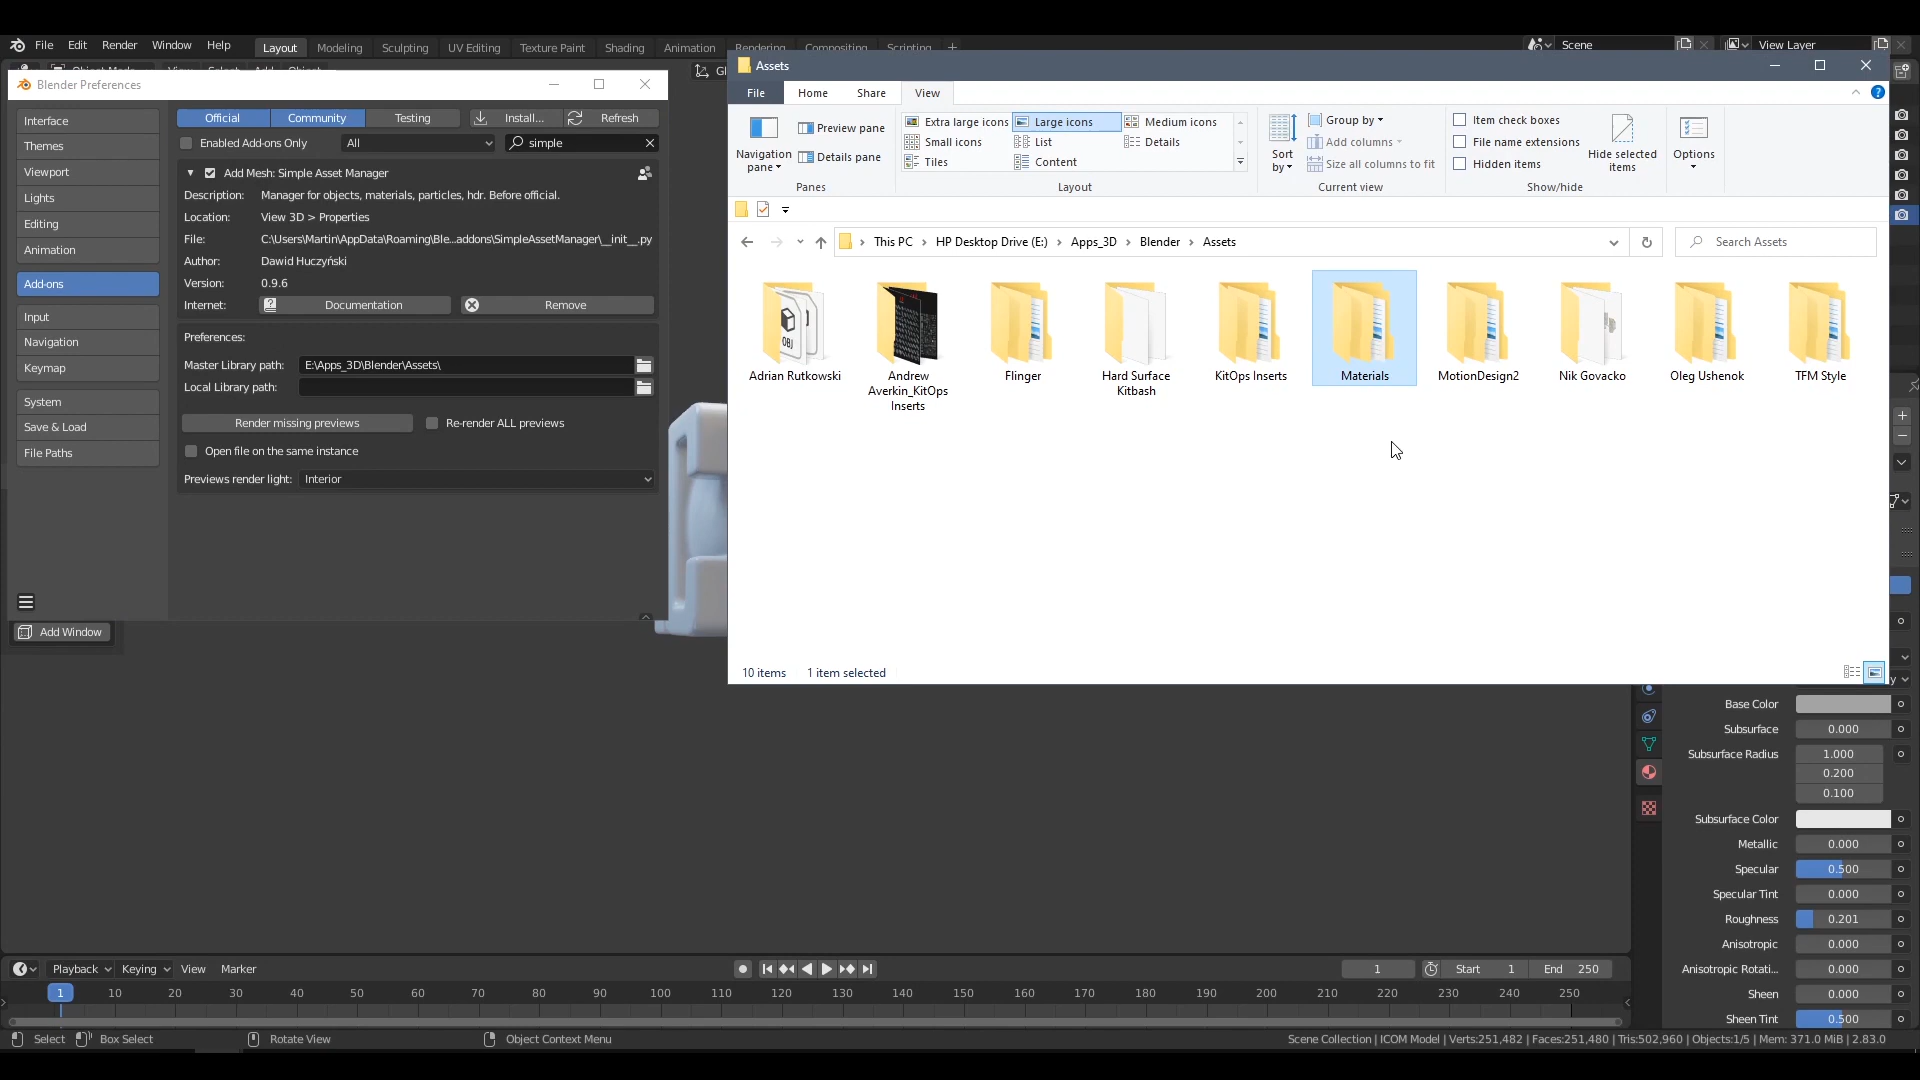 File Edit Render Window Help Layout Modeling Sculpting UV Editing Texture Paint Shading Animation Rendering Compositing Scripting + Scene View Layer
Blender Preferences
Interface
Themes
Viewport
Lights
Editing
Animation
Add-ons
Input
Navigation
Keymap
System
Save & Load
File Paths
Official Community Testing Install... Refresh
Enabled Add-ons Only All simple
Add Mesh: Simple Asset Manager
Description: Manager for objects, materials, particles, hdr. Before official.
Location: View 3D > Properties
File: C:\Users\Martin\AppData\Roaming\Ble...addons\SimpleAssetManager\__init__.py
Author: Dawid Huczyński
Version: 0.9.6
Internet: Documentation Remove
Preferences:
Master Library path: E:\Apps_3D\Blender\Assets\
Local Library path:
Render missing previews Re-render ALL previews
Open file on the same instance
Previews render light: Interior
Add Window
Assets
File Home Share View
Navigation pane
Preview pane
Details pane
Panes
Extra large icons Large icons Medium icons
Small icons List Details
Tiles Content
Layout
Sort by
Group by
Add columns
Size all columns to fit
Current view
Item check boxes
File name extensions
Hidden items
Hide selected items
Show/hide
Options
This PC > HP Desktop Drive (E:) > Apps_3D > Blender > Assets
Search Assets
OBJ
Adrian Rutkowski
Andrew Averkin_KitOps Inserts
Flinger
Hard Surface Kitbash
KitOps Inserts
Materials
MotionDesign2
Nik Govacko
Oleg Ushenok
TFM Style
10 items 1 item selected
Base Color
Subsurface 0.000
Subsurface Radius 1.000
0.200
0.100
Subsurface Color
Metallic 0.000
Specular 0.500
Specular Tint 0.000
Roughness 0.201
Anisotropic 0.000
Anisotropic Rotati... 0.000
Sheen 0.000
Sheen Tint 0.500
Playback Keying View Marker 1 Start 1 End 250
1 10 20 30 40 50 60 70 80 90 100 110 120 130 140 150 160 170 180 190 200 210 220 230 240 250
Select Box Select Rotate View Object Context Menu Scene Collection | ICOM Model | Verts:251,482 | Faces:251,480 | Tris:502,960 | Objects:1/5 | Mem: 371.0 MiB | 2.83.0